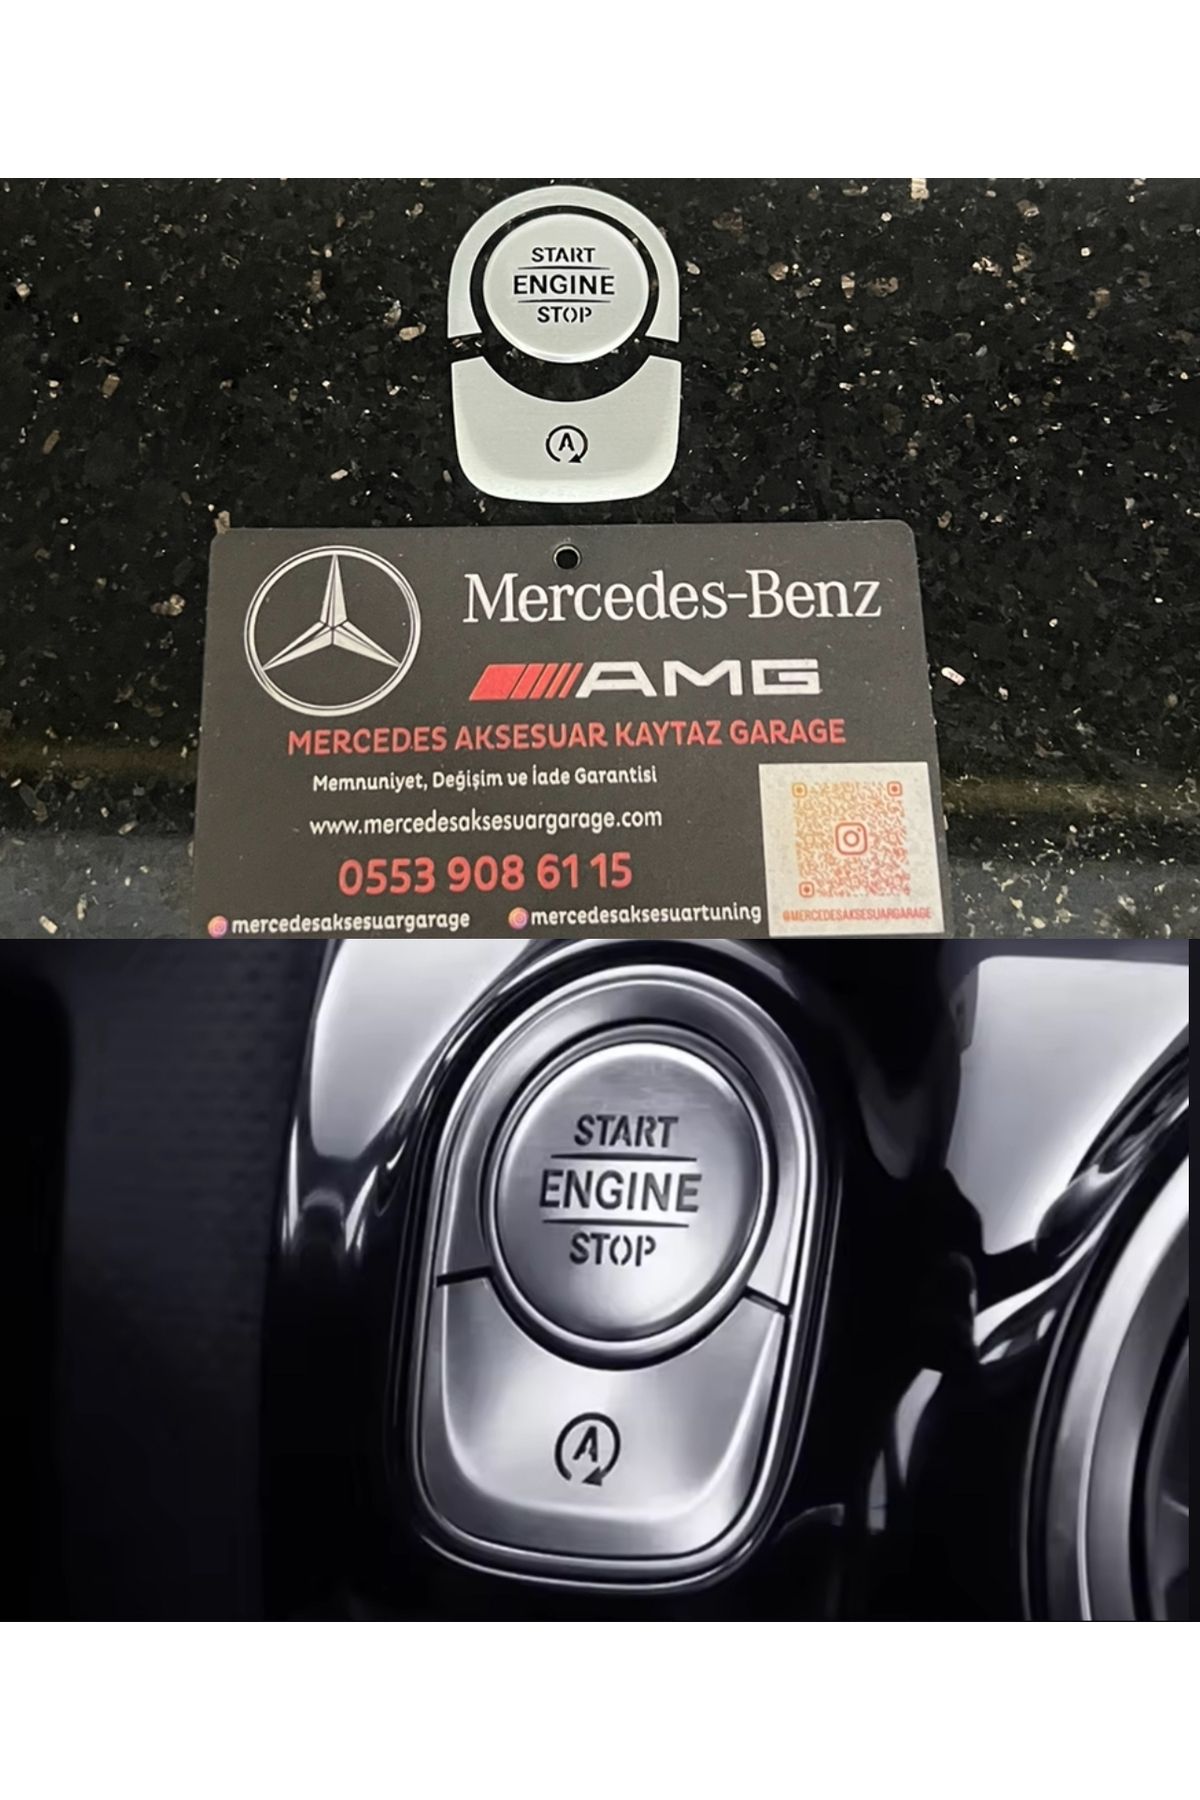 START
ENGINE
STOP
A
Mercedes-Benz
AMG
MERCEDES AKSESUAR KAYTAZ GARAGE
Memnuniyet, Değişim ve İade Garantisi
www.mercedesaksesuargarage.com
0553 908 61 15
mercedesaksesuargarage mercedesaksesuartuning
@MERCEDESAKSESUARGARAGE
START
ENGINE
STOP
A